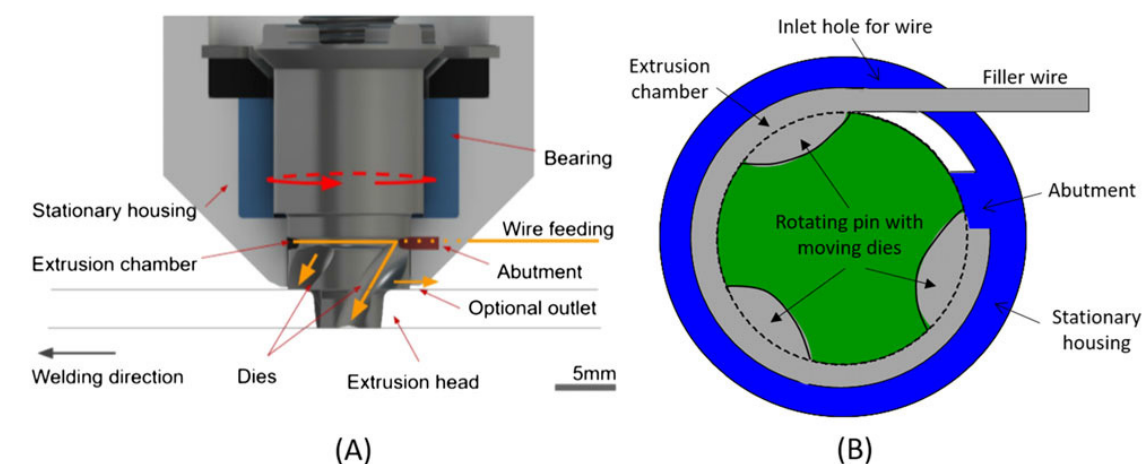 Bearing
Stationary housing
Wire feeding
Extrusion chamber
Abutment
Optional outlet
Welding direction
Dies
Extrusion head
5mm
(A)
Inlet hole for wire
Extrusion
chamber
Filler wire
Abutment
Rotating pin with
moving dies
Stationary
housing
(B)